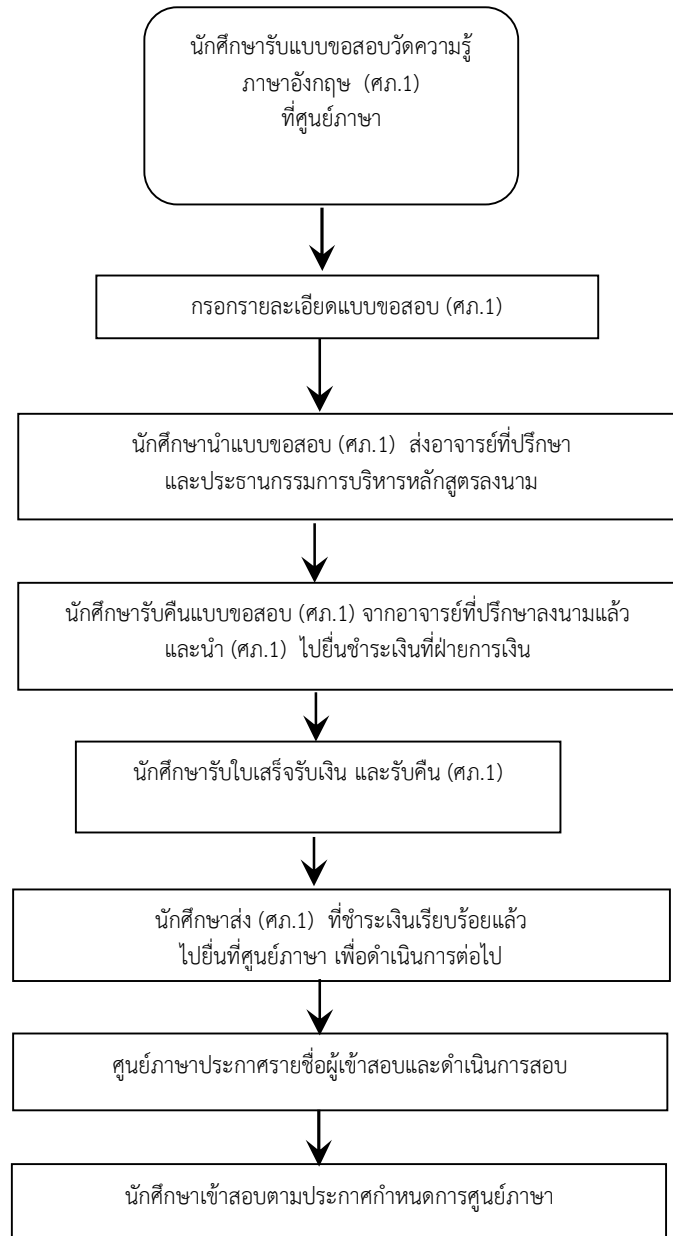 นักศึกษารับแบบขอสอบวัดความรู้
ภาษาอังกฤษ (ศภ.1)
ที่ศูนย์ภาษา
กรอกรายละเอียดแบบขอสอบ (ศภ.1)
นักศึกษานำแบบขอสอบ (ศภ.1) ส่งอาจารย์ที่ปรึกษา
และประธานกรรมการบริหารหลักสูตรลงนาม
นักศึกษารับคืนแบบขอสอบ (ศภ.1) จากอาจารย์ที่ปรึกษาลงนามแล้ว
และนำ (ศภ.1) ไปยื่นชำระเงินที่ฝ่ายการเงิน
นักศึกษารับใบเสร็จรับเงิน และรับคืน (ศภ.1)
นักศึกษาส่ง (ศภ.1) ที่ชำระเงินเรียบร้อยแล้ว
ไปยื่นที่ศูนย์ภาษา เพื่อดำเนินการต่อไป
ศูนย์ภาษาประกาศรายชื่อผู้เข้าสอบและดำเนินการสอบ
นักศึกษาเข้าสอบตามประกาศกำหนดการศูนย์ภาษา